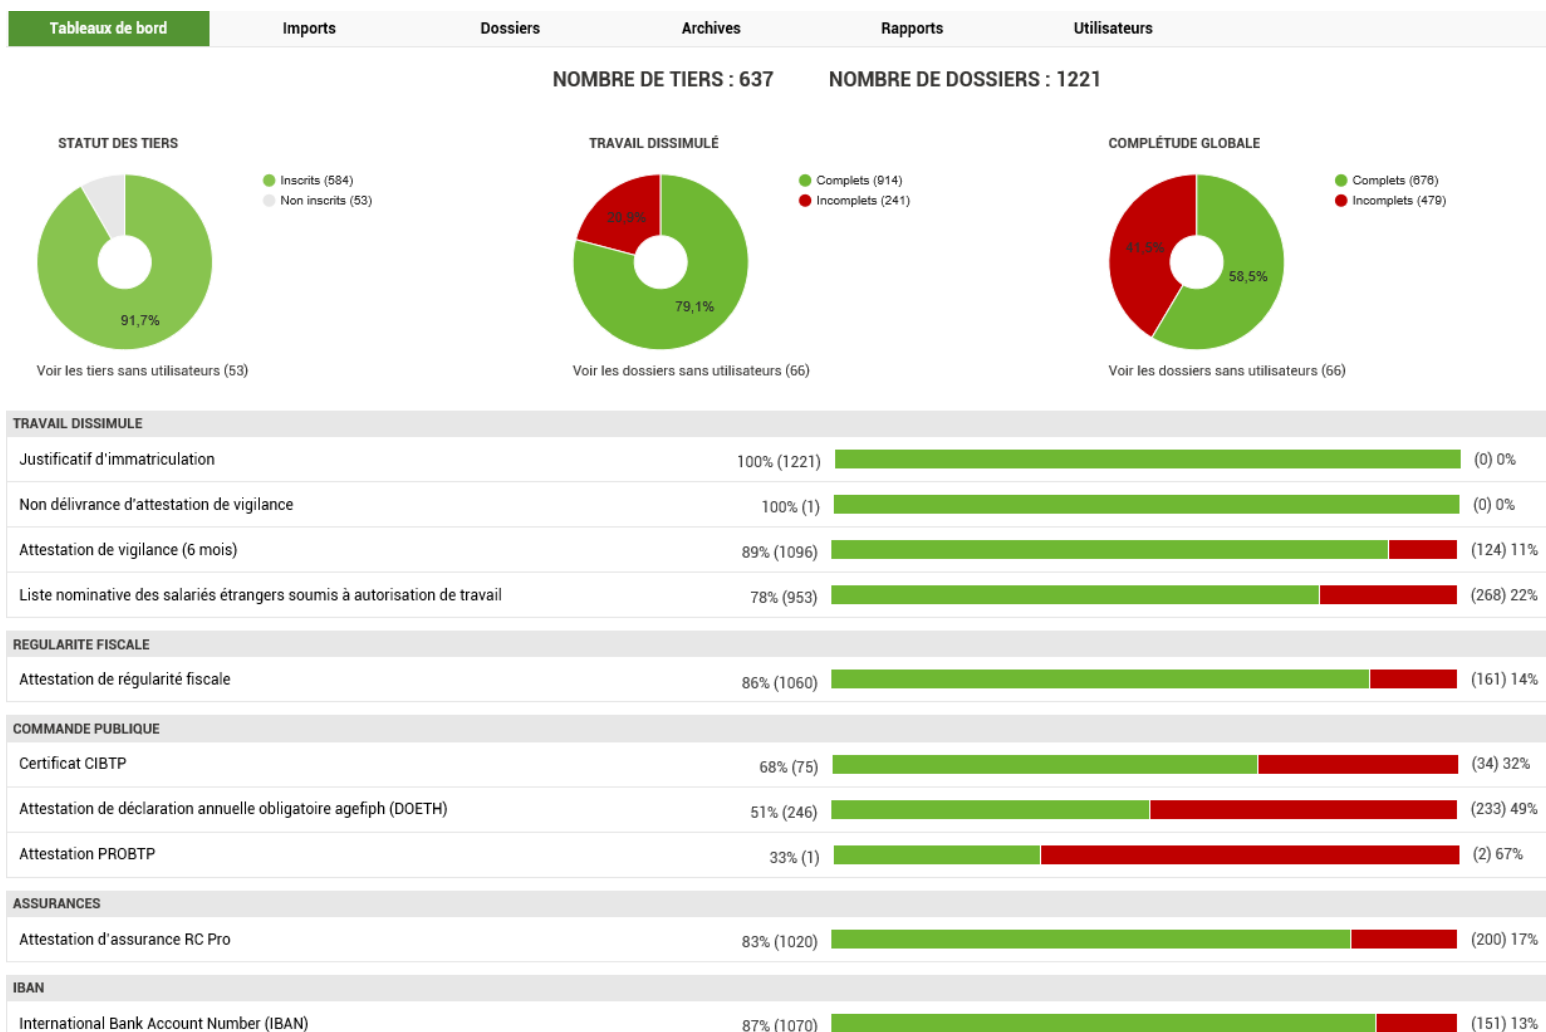 Tableaux de bord Imports Dossiers Archives Rapports Utilisateurs
NOMBRE DE TIERS : 637 NOMBRE DE DOSSIERS : 1221
STATUT DES TIERS TRAVAIL DISSIMULÉ COMPLÉTUDE GLOBALE
Inscrits (584)
Non inscrits (53)
91,7%
Voir les tiers sans utilisateurs (53)
Complets (914)
Incomplets (241)
20,9%
79,1%
Voir les dossiers sans utilisateurs (66)
Complets (676)
Incomplets (479)
41,5%
58,5%
Voir les dossiers sans utilisateurs (66)
TRAVAIL DISSIMULE
Justificatif d'immatriculation 100% (1221) (0) 0%
Non délivrance d'attestation de vigilance 100% (1) (0) 0%
Attestation de vigilance (6 mois) 89% (1096) (124) 11%
Liste nominative des salariés étrangers soumis à autorisation de travail 78% (953) (268) 22%
REGULARITE FISCALE
Attestation de régularité fiscale 86% (1060) (161) 14%
COMMANDE PUBLIQUE
Certificat CIBTP 68% (75) (34) 32%
Attestation de déclaration annuelle obligatoire agefiph (DOETH) 51% (246) (233) 49%
Attestation PROBTP 33% (1) (2) 67%
ASSURANCES
Attestation d'assurance RC Pro 83% (1020) (200) 17%
IBAN
International Bank Account Number (IBAN) 87% (1070) (151) 13%